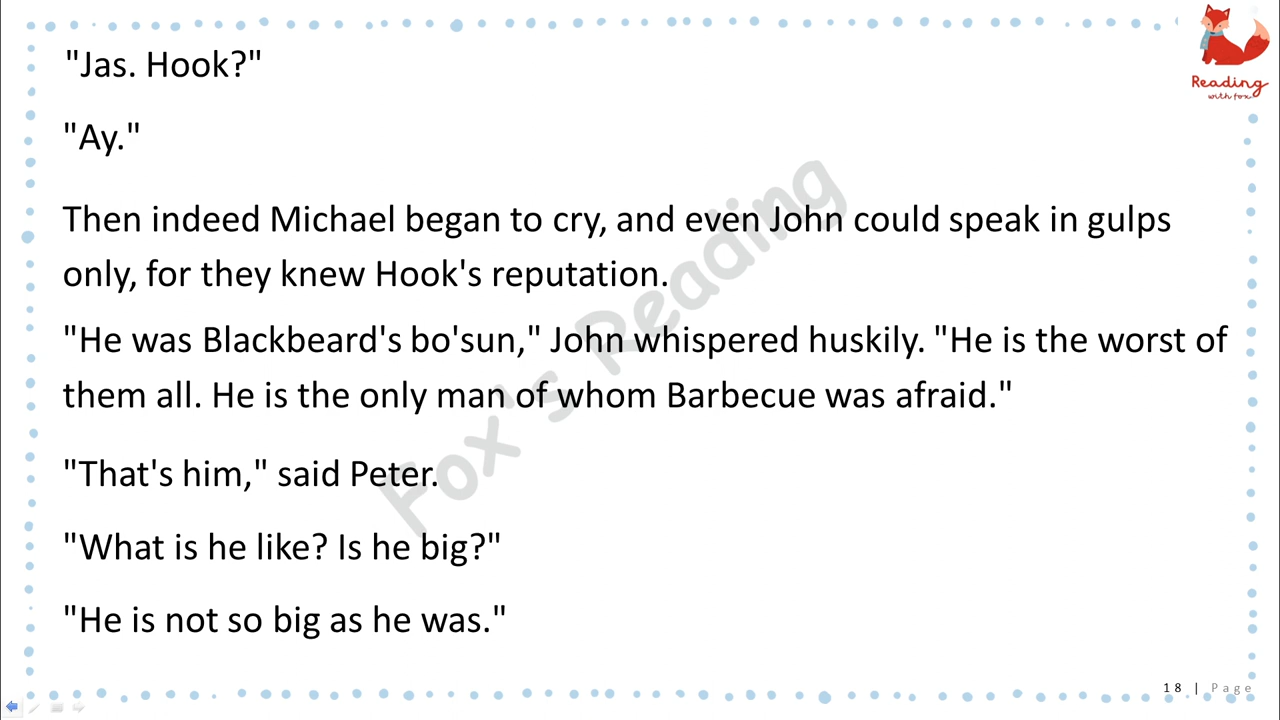 "Jas. Hook?"
"Ay."
Then indeed Michael began to cry, and even John could speak in gulps
only, for they knew Hook's reputation.
"He was Blackbeard's bo'sun," John whispered huskily. "He is the worst of
them all. He is the only man of whom Barbecue was afraid."
"That's him," said Peter.
"What is he like? Is he big?"
"He is not so big as he was."
Reading
with fox
Fox's Reading
18 | Page